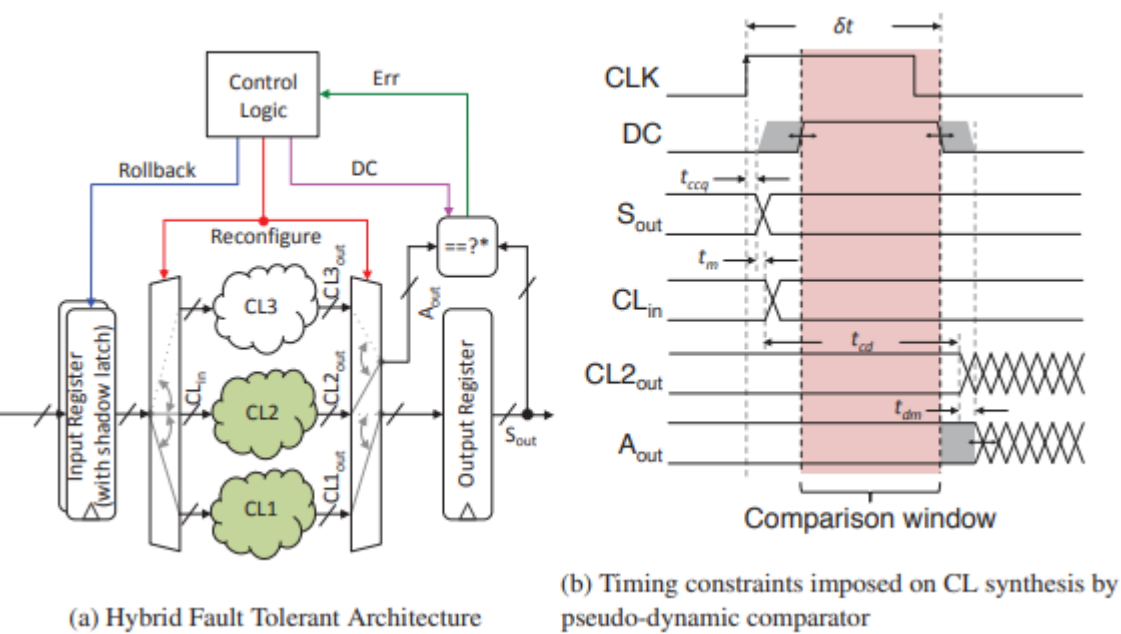 Control
Logic
Err
Rollback
DC
Reconfigure
==?*
CL3
CL3out
Aout
Input Register
(with shadow latch)
CLin
CL2
CL2out
Output Register
Sout
CL1
CL1out
(a) Hybrid Fault Tolerant Architecture
δt
CLK
DC
tccq
Sout
tm
CLin
tcd
CL2out
tdm
Aout
Comparison window
(b) Timing constraints imposed on CL synthesis by
pseudo-dynamic comparator